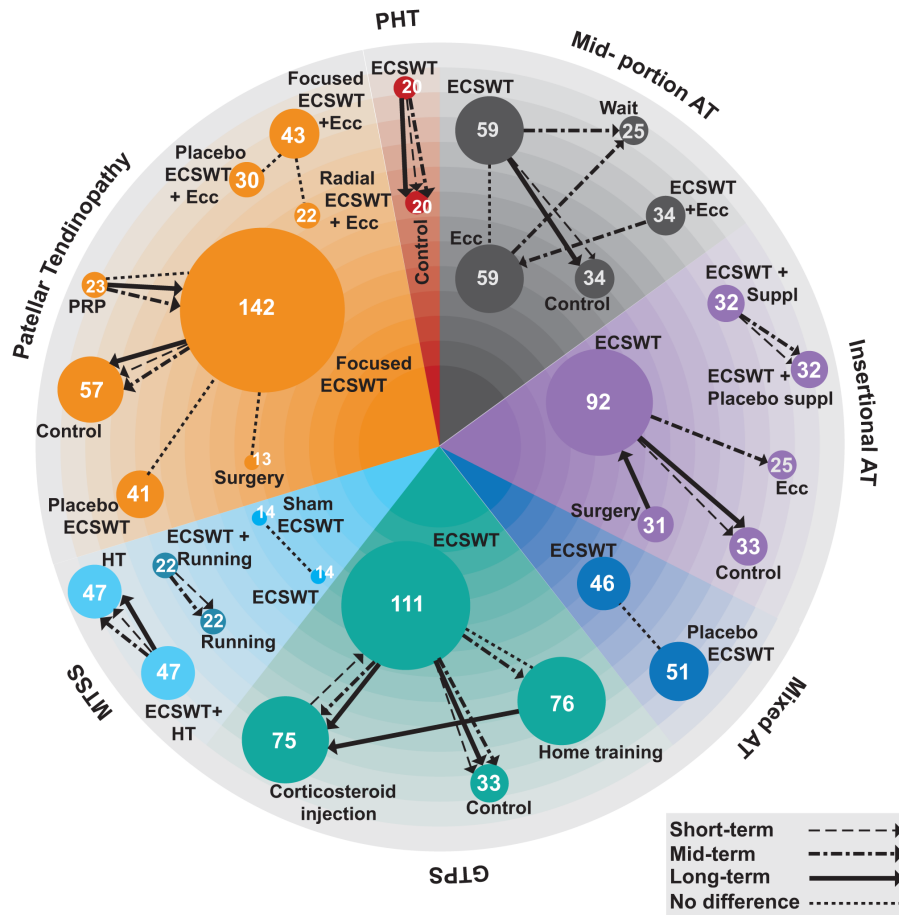 PHT
ECSWT
20
20
Control
Mid- portion AT
ECSWT
59
Wait
25
ECSWT
+Ecc
34
Ecc
59
34
Control
Insertional AT
ECSWT +
Suppl
32
32
ECSWT +
Placebo suppl
ECSWT
92
25
Ecc
Surgery
31
33
Control
Mixed AT
ECSWT
46
Placebo
ECSWT
51
GTPS
ECSWT
111
76
Home training
75
Corticosteroid
injection
33
Control
MTSS
14
Sham
ECSWT
14
ECSWT
ECSWT +
Running
22
22
Running
HT
47
47
ECSWT+
HT
Patellar Tendinopathy
Focused
ECSWT
+Ecc
43
Placebo
ECSWT
+ Ecc
30
Radial
ECSWT
+ Ecc
22
142
Focused
ECSWT
23
PRP
57
Control
41
Placebo
ECSWT
13
Surgery
Short-term
Mid-term
Long-term
No difference